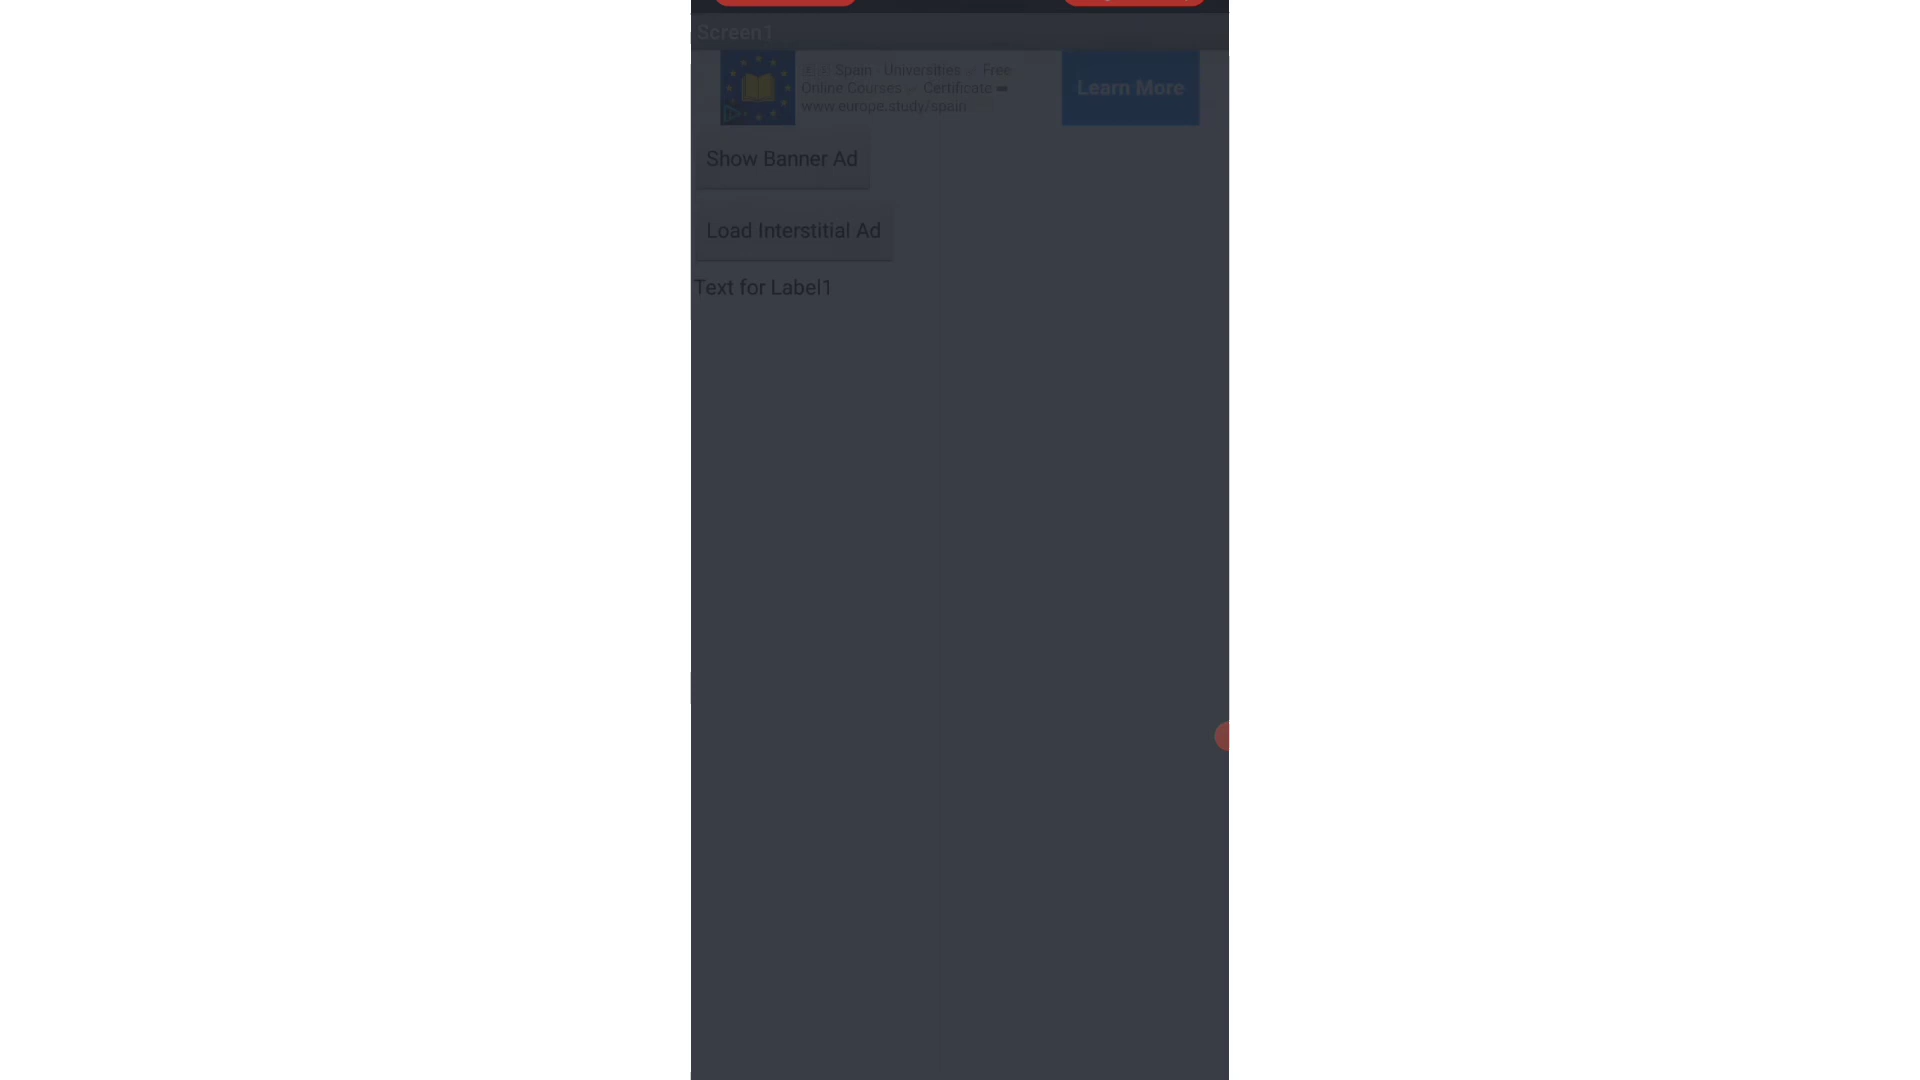 Screen1
Spain - Universities Free
Online Courses Certificate
www.europe.study/spain
Learn More
Show Banner Ad
Load Interstitial Ad
Text for Label1